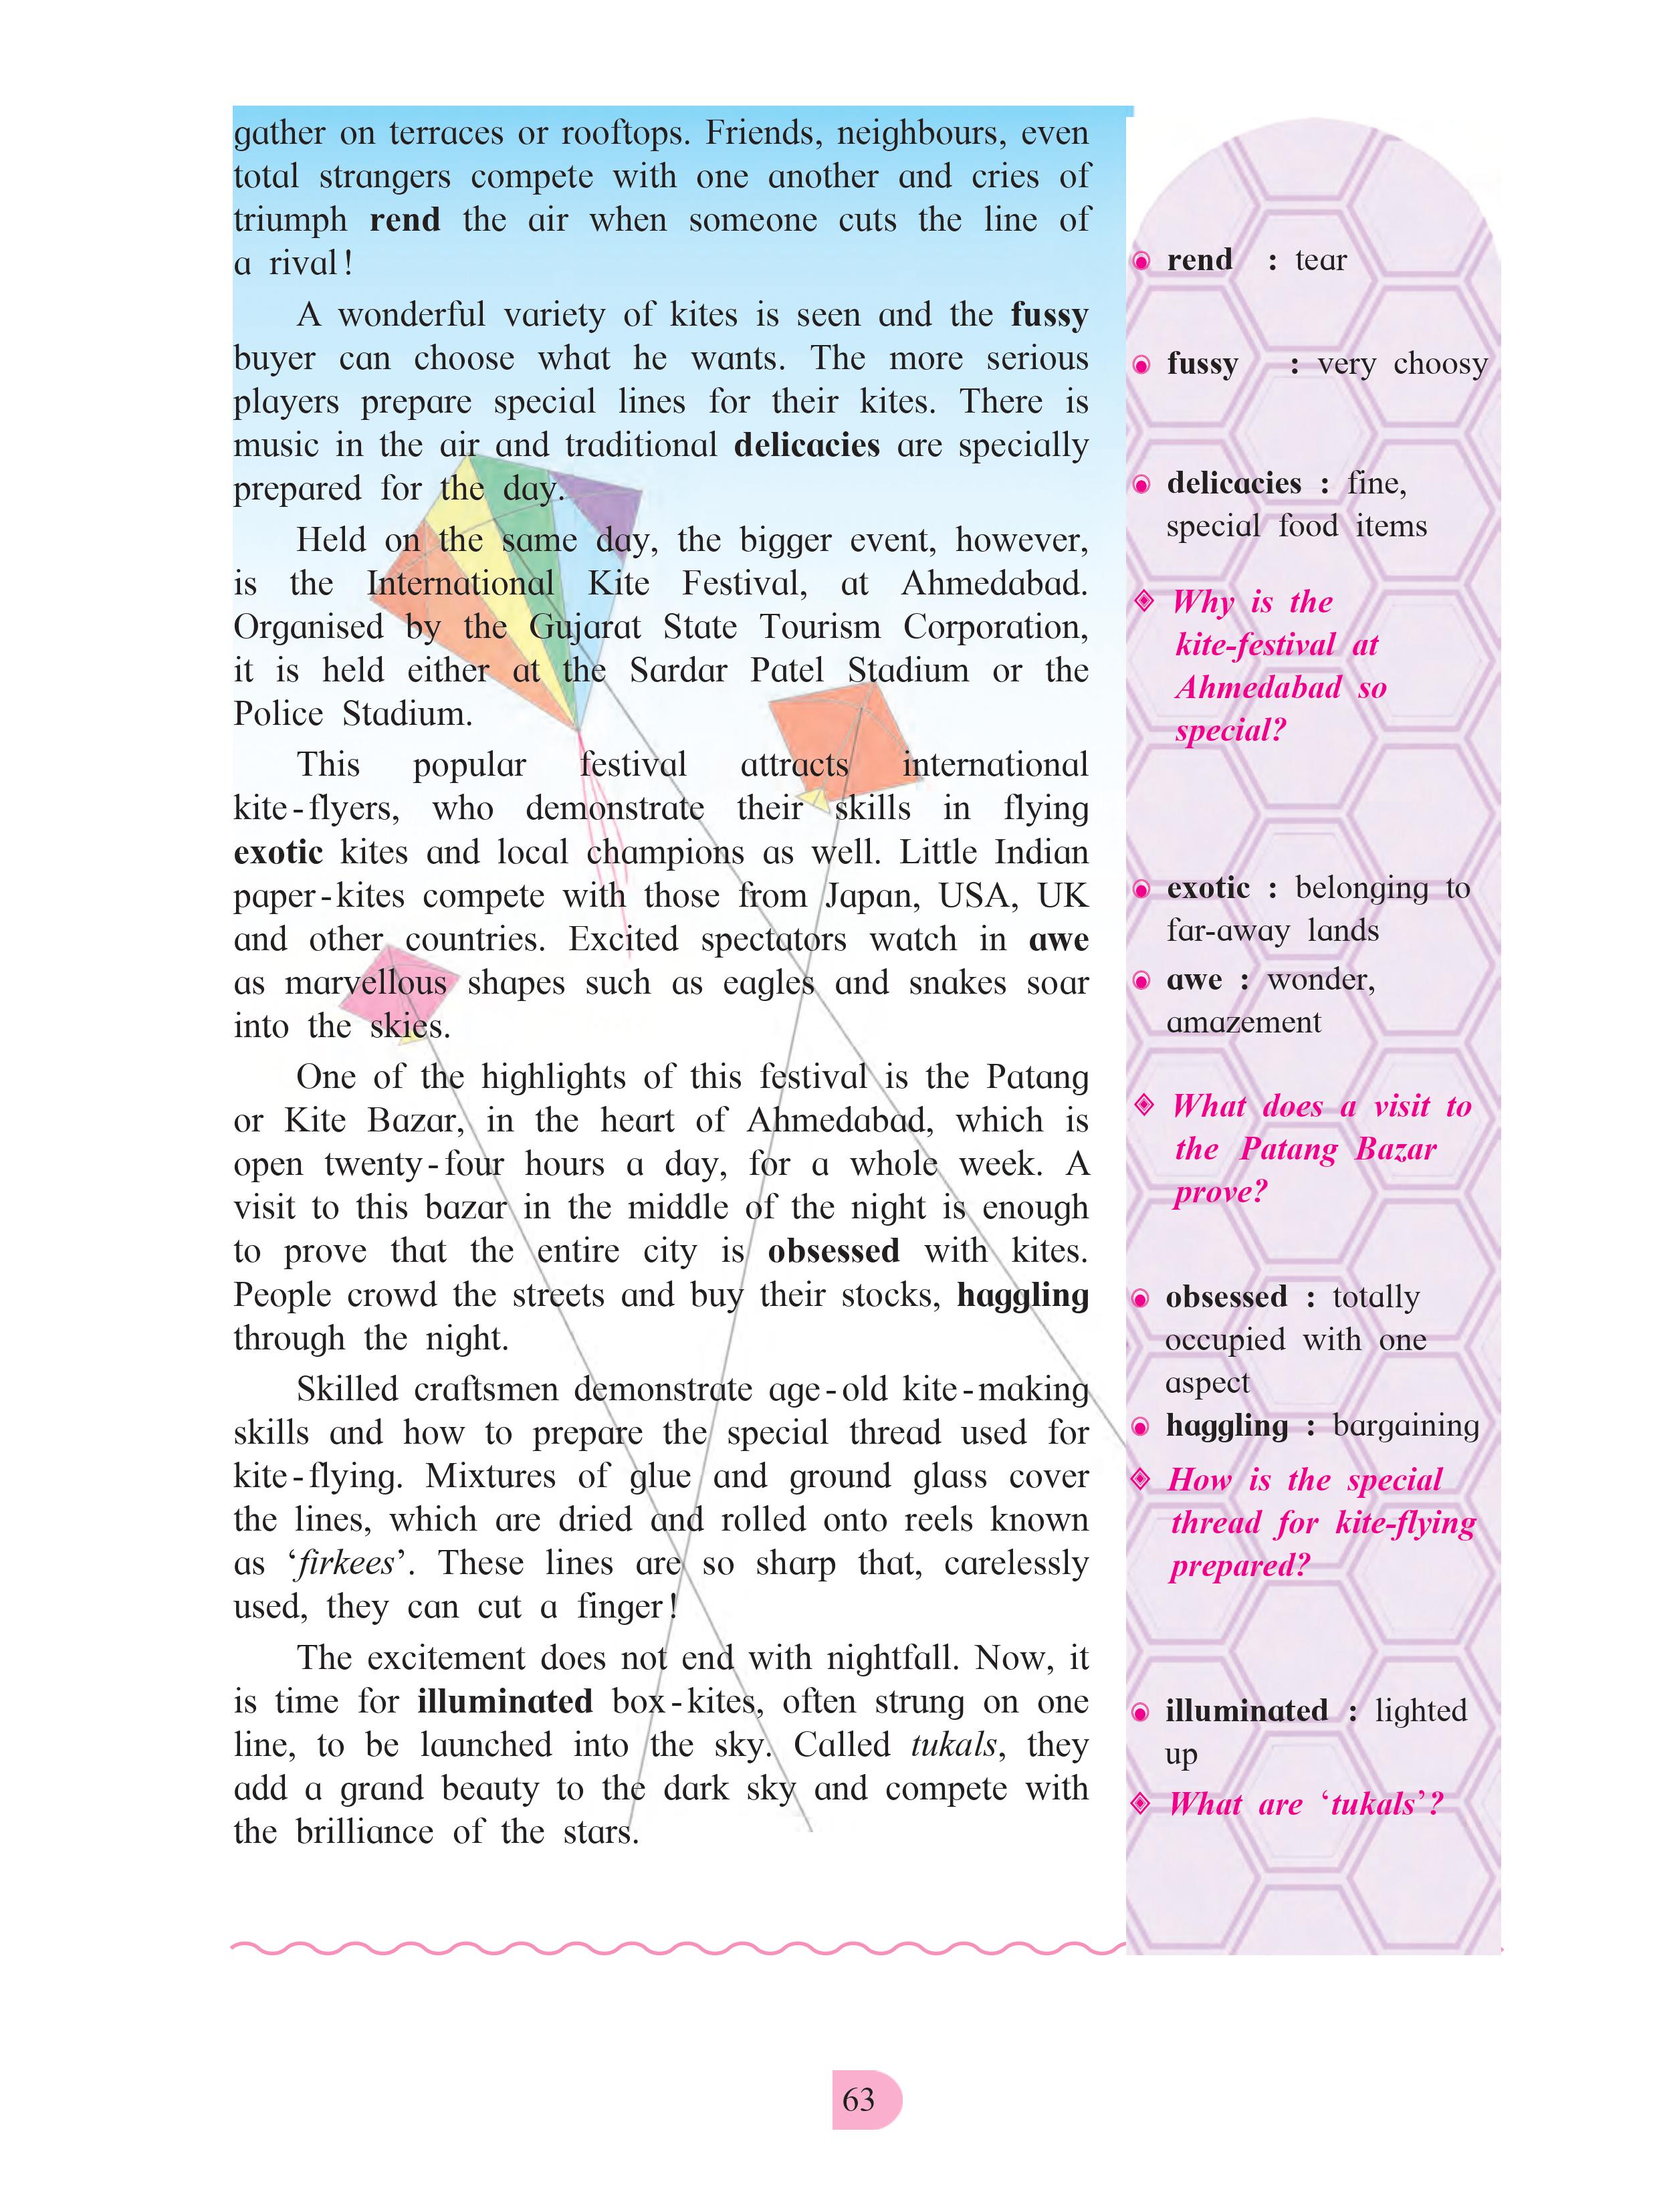 gather on terraces or rooftops. Friends, neighbours, even
total strangers compete with one another and cries of
triumph rend the air when someone cuts the line of
a rival!
A wonderful variety of kites is seen and the fussy
buyer can choose what he wants. The more serious
players prepare special lines for their kites. There is
music in the air and traditional delicacies are specially
prepared for the day.
Held on the same day, the bigger event, however,
is the International Kite Festival, at Ahmedabad.
Organised by the Gujarat State Tourism Corporation,
it is held either at the Sardar Patel Stadium or the
Police Stadium.
This popular festival attracts international
kite-flyers, who demonstrate their skills in flying
exotic kites and local champions as well. Little Indian
paper-kites compete with those from Japan, USA, UK
and other countries. Excited spectators watch in awe
as marvellous shapes such as eagles and snakes soar
into the skies.
One of the highlights of this festival is the Patang
or Kite Bazar, in the heart of Ahmedabad, which is
open twenty-four hours a day, for a whole week. A
visit to this bazar in the middle of the night is enough
to prove that the entire city is obsessed with kites.
People crowd the streets and buy their stocks, haggling
through the night.
Skilled craftsmen demonstrate age-old kite-making
skills and how to prepare the special thread used for
kite-flying. Mixtures of glue and ground glass cover
the lines, which are dried and rolled onto reels known
as ‘firkees’. These lines are so sharp that, carelessly
used, they can cut a finger!
The excitement does not end with nightfall. Now, it
is time for illuminated box-kites, often strung on one
line, to be launched into the sky. Called tukals, they
add a grand beauty to the dark sky and compete with
the brilliance of the stars.
rend : tear
fussy : very choosy
delicacies : fine,
special food items
Why is the
kite-festival at
Ahmedabad so
special?
exotic : belonging to
far-away lands
awe : wonder,
amazement
What does a visit to
the Patang Bazar
prove?
obsessed : totally
occupied with one
aspect
haggling : bargaining
How is the special
thread for kite-flying
prepared?
illuminated : lighted
up
What are ‘tukals’?
63